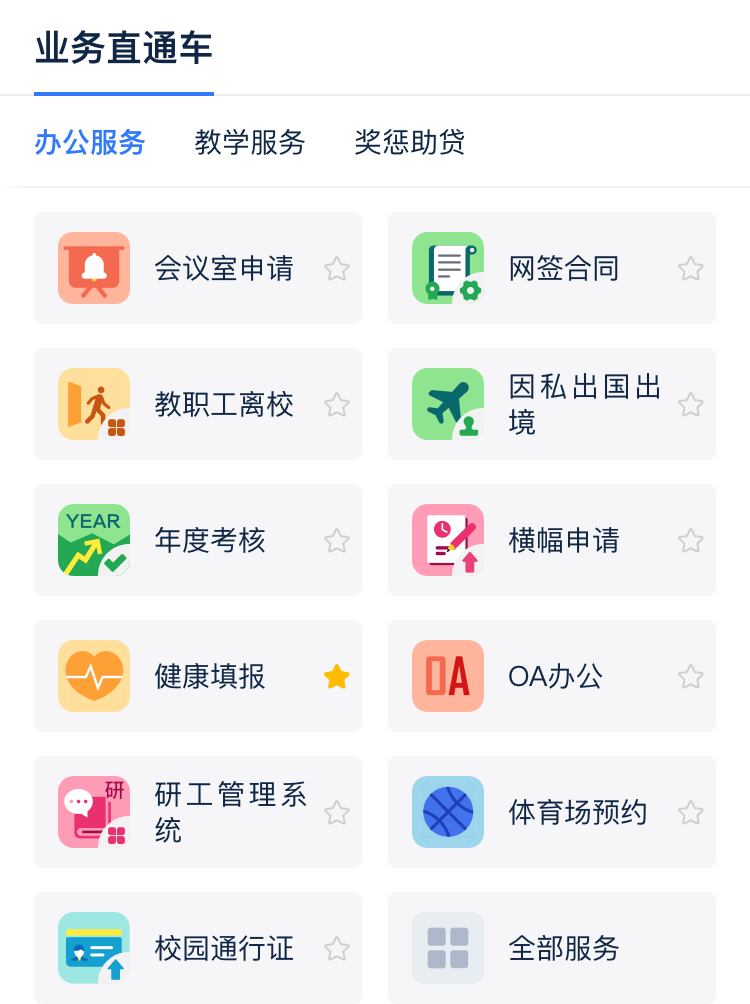 业务直通车
办公服务 教学服务 奖惩助贷
会议室申请 网签合同
教职工离校 因私出国出
境
YEAR
年度考核 横幅申请
健康填报 OA OA办公
研
研工管理系
统 体育场预约
校园通行证 全部服务